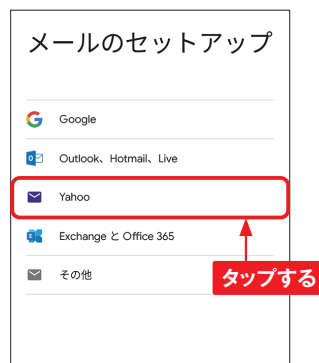 メールのセットアップ
Google
Outlook、Hotmail、Live
Yahoo
Exchange と Office 365
その他
タップする